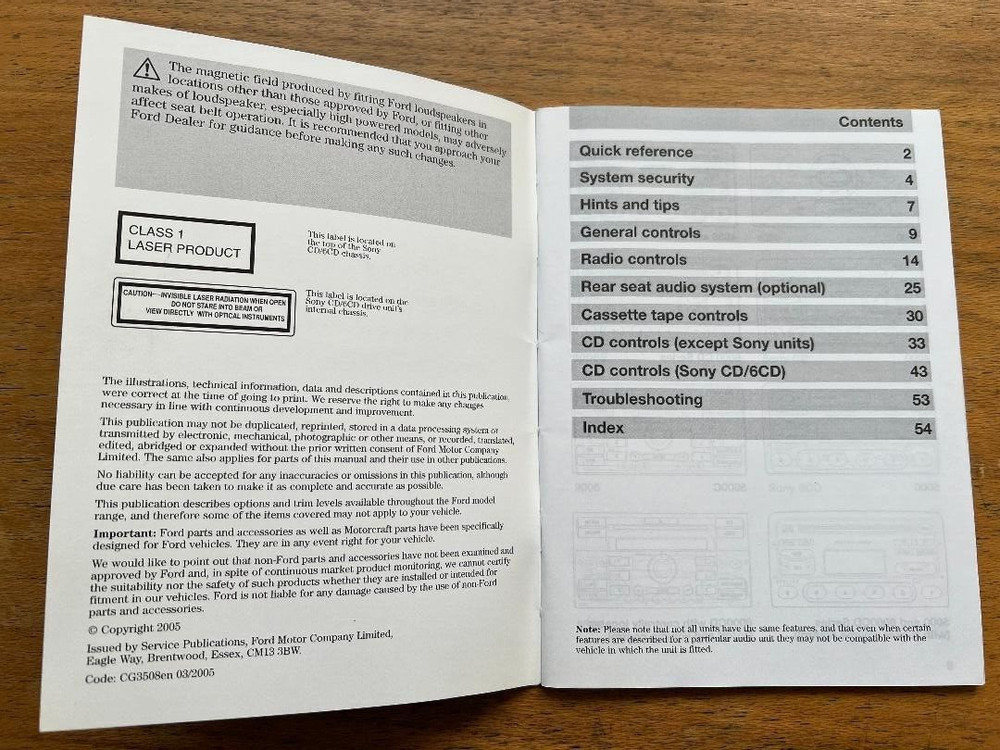 The magnetic field produced by fitting Ford loudspeakers in
locations other than those approved by Ford, or fitting other
makes of loudspeaker, especially high powered models, may adversely
affect seat belt operation. It is recommended that you approach your
Ford Dealer for guidance before making any such changes.
CLASS 1
LASER PRODUCT
This label is located on
the top of the Sony
CD/6CD chassis.
CAUTION—INVISIBLE LASER RADIATION WHEN OPEN
DO NOT STARE INTO BEAM OR
VIEW DIRECTLY WITH OPTICAL INSTRUMENTS
This label is located on the
Sony CD/6CD drive unit's
internal chassis.
The illustrations, technical information, data and descriptions contained in this publication
were correct at the time of going to print. We reserve the right to make any changes
necessary in line with continuous development and improvement.
This publication may not be duplicated, reprinted, stored in a data processing system or
transmitted by electronic, mechanical, photographic or other means, or recorded, translated,
edited, abridged or expanded without the prior written consent of Ford Motor Company
Limited. The same also applies for parts of this manual and their use in other publications.
No liability can be accepted for any inaccuracies or omissions in this publication, although
due care has been taken to make it as complete and accurate as possible.
This publication describes options and trim levels available throughout the Ford model
range, and therefore some of the items covered may not apply to your vehicle.
Important: Ford parts and accessories as well as Motorcraft parts have been specifically
designed for Ford vehicles. They are in any event right for your vehicle.
We would like to point out that non-Ford parts and accessories have not been examined and
approved by Ford and, in spite of continuous market product monitoring, we cannot certify
the suitability nor the safety of such products whether they are installed or intended for
fitment in our vehicles. Ford is not liable for any damage caused by the use of non-Ford
parts and accessories.
© Copyright 2005
Issued by Service Publications, Ford Motor Company Limited,
Eagle Way, Brentwood, Essex, CM13 3BW.
Code: CG3508en 03/2005
Contents
Quick reference 2
System security 4
Hints and tips 7
General controls 9
Radio controls 14
Rear seat audio system (optional) 25
Cassette tape controls 30
CD controls (except Sony units) 33
CD controls (Sony CD/6CD) 43
Troubleshooting 53
Index 54
Note: Please note that not all units have the same features, and that even when certain
features are described for a particular audio unit they may not be compatible with the
vehicle in which the unit is fitted.